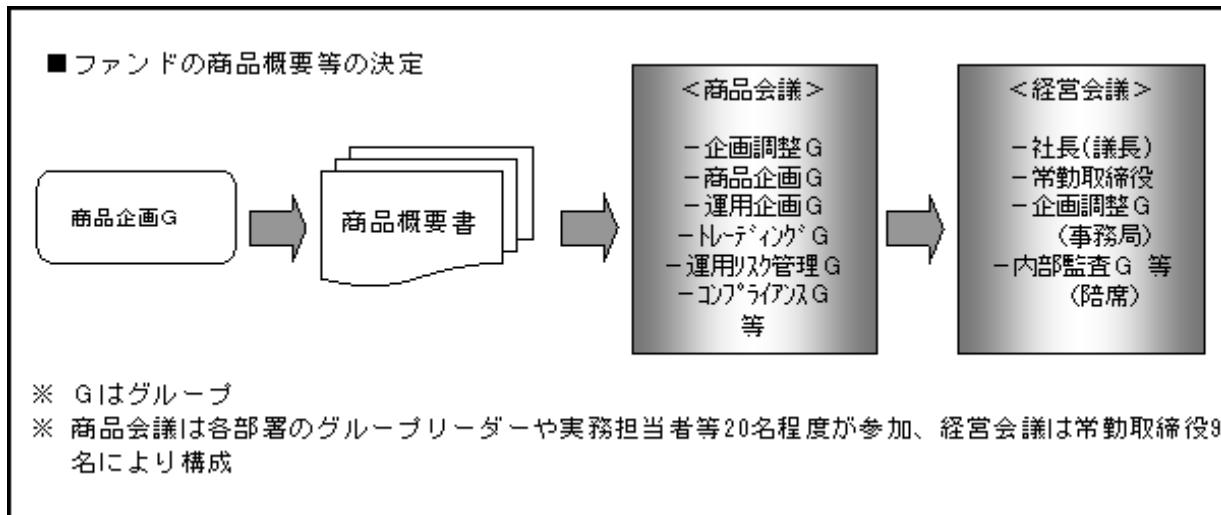 ■ファンドの商品概要等の決定
商品企画G
商品概要書
＜商品会議＞
－企画調整G
－商品企画G
－運用企画G
－ﾄﾚｰﾃﾞｨﾝｸﾞG
－運用ﾘｽｸ管理G
－ｺﾝﾌﾟﾗｲｱﾝｽG
等
＜経営会議＞
－社長(議長)
－常勤取締役
－企画調整G
(事務局)
－内部監査G 等
(陪席)
※ Gはグループ
※ 商品会議は各部署のグループリーダーや実務担当者等20名程度が参加、経営会議は常勤取締役9
名により構成